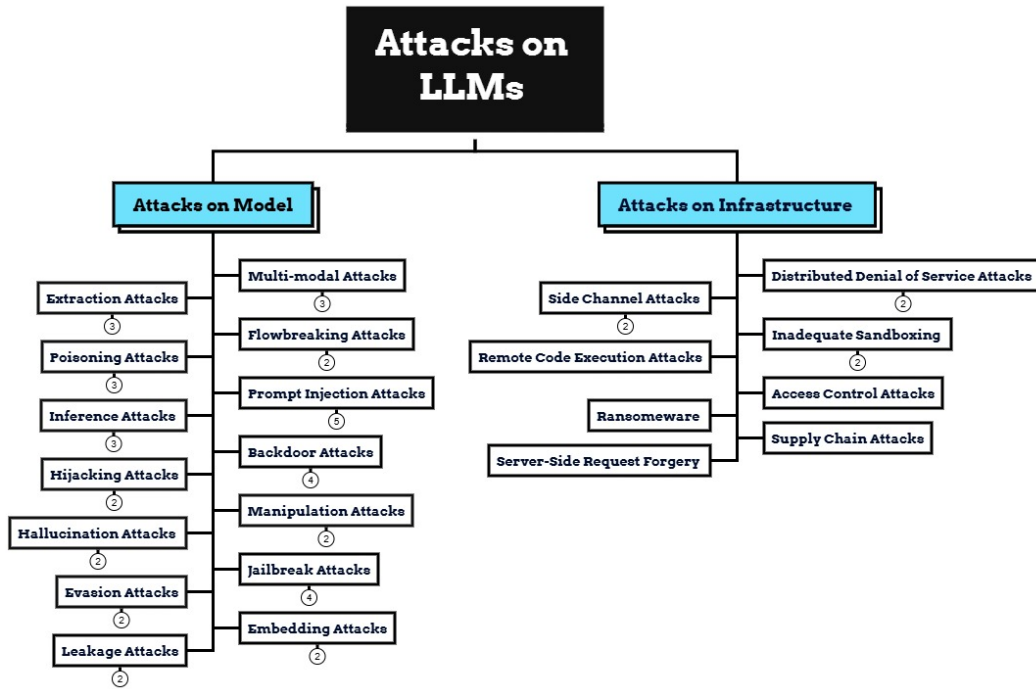 Attacks on
LLMs
Attacks on Model
Extraction Attacks
3
Poisoning Attacks
3
Inference Attacks
3
Hijacking Attacks
2
Hallucination Attacks
2
Evasion Attacks
2
Leakage Attacks
2
Multi-modal Attacks
3
Flowbreaking Attacks
2
Prompt Injection Attacks
5
Backdoor Attacks
4
Manipulation Attacks
2
Jailbreak Attacks
4
Embedding Attacks
2
Attacks on Infrastructure
Side Channel Attacks
2
Remote Code Execution Attacks
Ransomeware
Server-Side Request Forgery
Distributed Denial of Service Attacks
2
Inadequate Sandboxing
2
Access Control Attacks
Supply Chain Attacks